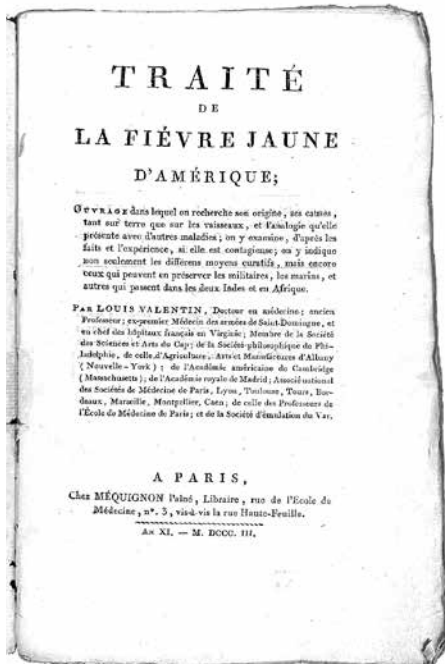 TRAITÉ
DE
LA FIÉVRE JAUNE
D'AMÉRIQUE;
OUVRAGE dans lequel on recherche son origine, ses causes,
tant sur terre que sur les vaisseaux, et l'analogie qu'elle
présente avec d'autres maladies; on y examine, d'après les
faits et l'expérience, si elle est contagieuse; on y indique
non seulement les différens moyens curatifs, mais encore
ceux qui peuvent en préserver les militaires, les marins, et
autres qui passent dans les deux Indes et en Afrique.
PAR LOUIS VALENTIN, Docteur en médecine; ancien
Professeur; ex-premier Médecin des armées de Saint-Domingue, et
en chef des hôpitaux français en Virginie; Membre de la Société
des Sciences et Arts du Cap; de la Société philosophique de Phi-
ladelphie, de celle d'Agriculture, Arts et Manufactures d'Albany
(Nouvelle-York); de l'Académie américaine de Cambridge
(Massachusetts); de l'Académie royale de Madrid; Associé national
des Sociétés de Médecine de Paris, Lyon, Toulouse, Tours, Bor-
deaux, Marseille, Montpellier, Caen; de celle des Professeurs de
l'École de Médecine de Paris; et de la Société d'émulation du Var.
A PARIS,
Chez MÉQUIGNON l'aîné, Libraire, rue de l'École de
Médecine, n°. 3, vis-à-vis la rue Haute-Feuille.
AN XI. — M. DCCC. III.